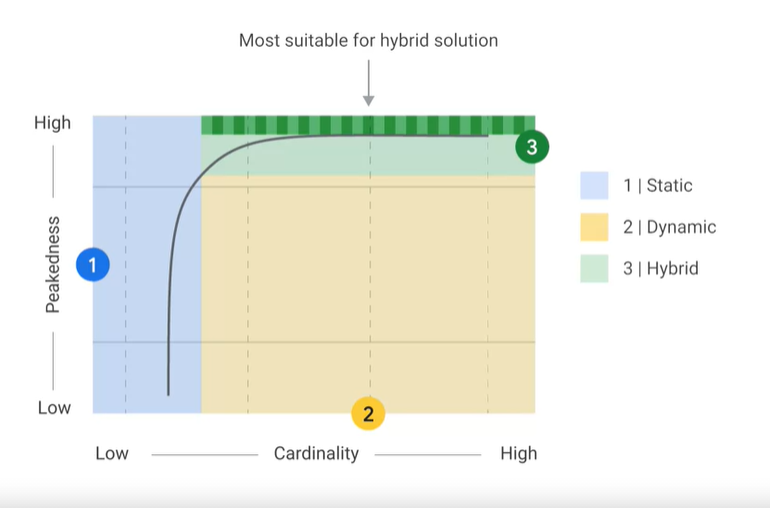 Most suitable for hybrid solution
High
3
1 | Static
2 | Dynamic
3 | Hybrid
Peakedness
1
Low
2
Low
Cardinality
High